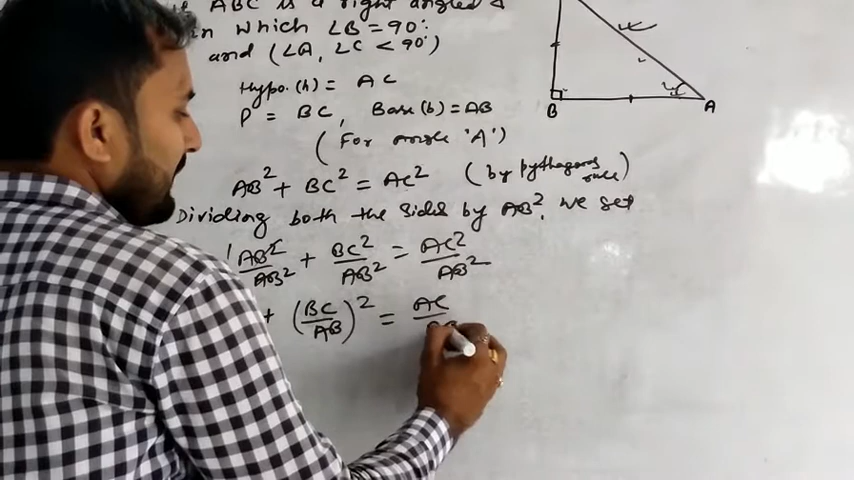 ABC is a right angled Δ
in which ∠B = 90°.
and (∠A, ∠C < 90°)
Hypo.(h) = AC
P = BC, Base(b) = AB
(For angle 'A')
AB² + BC² = AC² (by pythagoras rule)
Dividing both the sides by AB², we get
AB²/AB² + BC²/AB² = AC²/AB²
+ (BC/AB)² = AC/AB
B
A